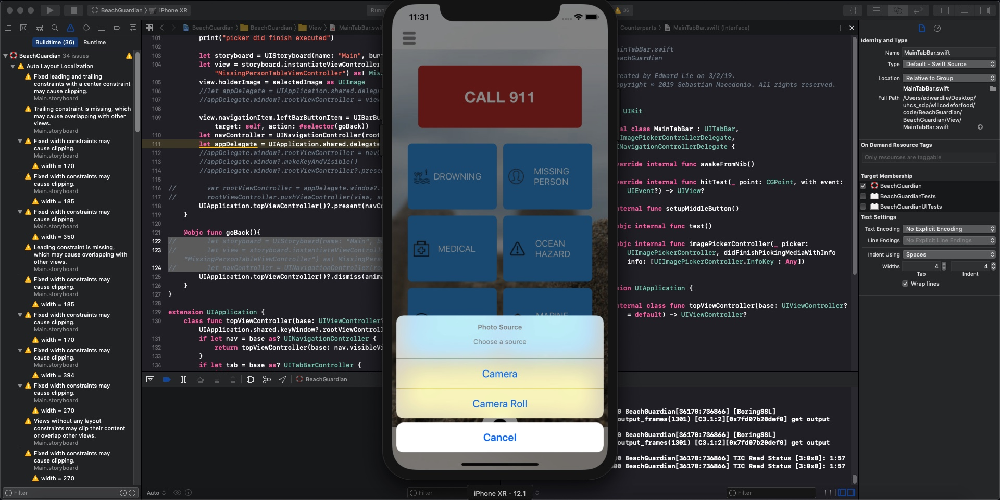 BeachGuardian
iPhone XR
36
Buildtime (36)
Runtime
BeachGuardian 34 issues
Auto Layout Localization
Fixed leading and trailing
constraints with a center constraint
may cause clipping.
Main.storyboard
Trailing constraint is missing, which
may cause overlapping with other
views.
Main.storyboard
Fixed width constraints may
cause clipping.
Main.storyboard
width = 170
Fixed width constraints may
cause clipping.
Main.storyboard
width = 185
Fixed width constraints may
cause clipping.
Main.storyboard
width = 350
Leading constraint is missing,
which may cause overlapping with
other views.
Main.storyboard
Fixed width constraints may
cause clipping.
Main.storyboard
width = 185
Fixed width constraints may
cause clipping.
Main.storyboard
width = 170
Fixed width constraints may
cause clipping.
Main.storyboard
width = 394
Fixed width constraints may
cause clipping.
Main.storyboard
width = 270
Views without any layout
constraints may clip their content
or overlap other views.
Main.storyboard
Fixed width constraints may
cause clipping.
Main.storyboard
width = 270
Filter
BeachGuardian
BeachGuardian
View
MainTabBar.swif
101 print("picker did finish executed")
102
103 let storyboard = UIStoryboard(name: "Main", bun
104 let view = storyboard.instantiateViewController
"MissingPersonTableViewController") as! Mis
105 view.holderImage = selectedImage as UIImage
106 //let appDelegate = UIApplication.shared.delega
107 //appDelegate.window?.rootViewController = view
108
109 view.navigationItem.leftBarButtonItem = UIBarBu
target: self, action: #selector(goBack))
110 let navController = UINavigationController(root
111 let appDelegate = UIApplication.shared.delegate
112 //appDelegate.window?.rootViewController = navC
113 //appDelegate.window?.makeKeyAndVisible()
114 //appDelegate.window?.rootViewController?.prese
115
116 // var rootViewController = appDelegate.window?.r
117 // rootViewController.pushViewController(view, an
118 UIApplication.topViewController()?.present(navCo
119 }
120
121 @objc func goBack(){
122 // let storyboard = UIStoryboard(name: "Main", bu
123 // let view = storyboard.instantiateViewControlle
"MissingPersonTableViewController") as! MissingPers
124 // let navController = UINavigationController(roo
125 UIApplication.topViewController()?.dismiss(anima
126 }
127 }
128
129 extension UIApplication {
130 class func topViewController(base: UIViewController?
UIApplication.shared.keyWindow?.rootViewControll
131 if let nav = base as? UINavigationController {
132 return topViewController(base: nav.visibleVi
133 }
134 if let tab = base as? UITabBarController {
BeachGuardian
Auto
Filter
11:31
CALL 911
DROWNING
MISSING
PERSON
MEDICAL
OCEAN
HAZARD
MARINE
Photo Source
Choose a source
Camera
Camera Roll
Cancel
iPhone XR - 12.1
Counterparts
MainTabBar.swift (Interface)
ainTabBar.swift
eachGuardian
reated by Edward Lie on 3/2/19.
opyright © 2019 Sebastian Macedonio. All rights reserved.
UIKit
al class MainTabBar : UITabBar,
ImagePickerControllerDelegate,
INavigationControllerDelegate {
verride internal func awakeFromNib()
verride internal func hitTest(_ point: CGPoint, with event:
UIEvent?) -> UIView?
nternal func setupMiddleButton()
objc internal func test()
objc internal func imagePickerController(_ picker:
UIImagePickerController, didFinishPickingMediaWithInfo
info: [UIImagePickerController.InfoKey : Any])
sion UIApplication {
nternal class func topViewController(base: UIViewController?
= default) -> UIViewController?
0 BeachGuardian[36170:736866] [BoringSSL]
output_frames(1301) [C3.1:2][0x7fd07b20def0] get output
0 BeachGuardian[36170:736866] [BoringSSL]
output_frames(1301) [C3.1:2][0x7fd07b20def0] get output
00 BeachGuardian[36170:736866] TIC Read Status [3:0x0]: 1:57
00 BeachGuardian[36170:736866] TIC Read Status [3:0x0]: 1:57
Filter
Identity and Type
Name MainTabBar.swift
Type Default - Swift Source
Location Relative to Group
MainTabBar.swift
Full Path /Users/edwardlie/Desktop/
uhcs_sdp/willcodeforfood/
code/BeachGuardian/
BeachGuardian/View/
MainTabBar.swift
On Demand Resource Tags
Only resources are taggable
Target Membership
BeachGuardian
BeachGuardianTests
BeachGuardianUITests
Text Settings
Text Encoding No Explicit Encoding
Line Endings No Explicit Line Endings
Indent Using Spaces
Widths 4 4
Tab Indent
Wrap lines